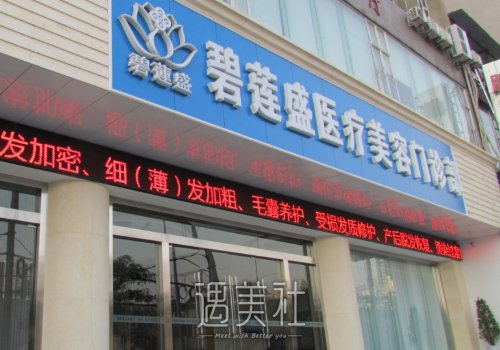 碧莲盛
碧莲盛医疗美容门诊部
发加密、细（薄）发加粗、毛囊养护、受损发质修护、产后脱发恢复、
遇美社
Meet with Better you